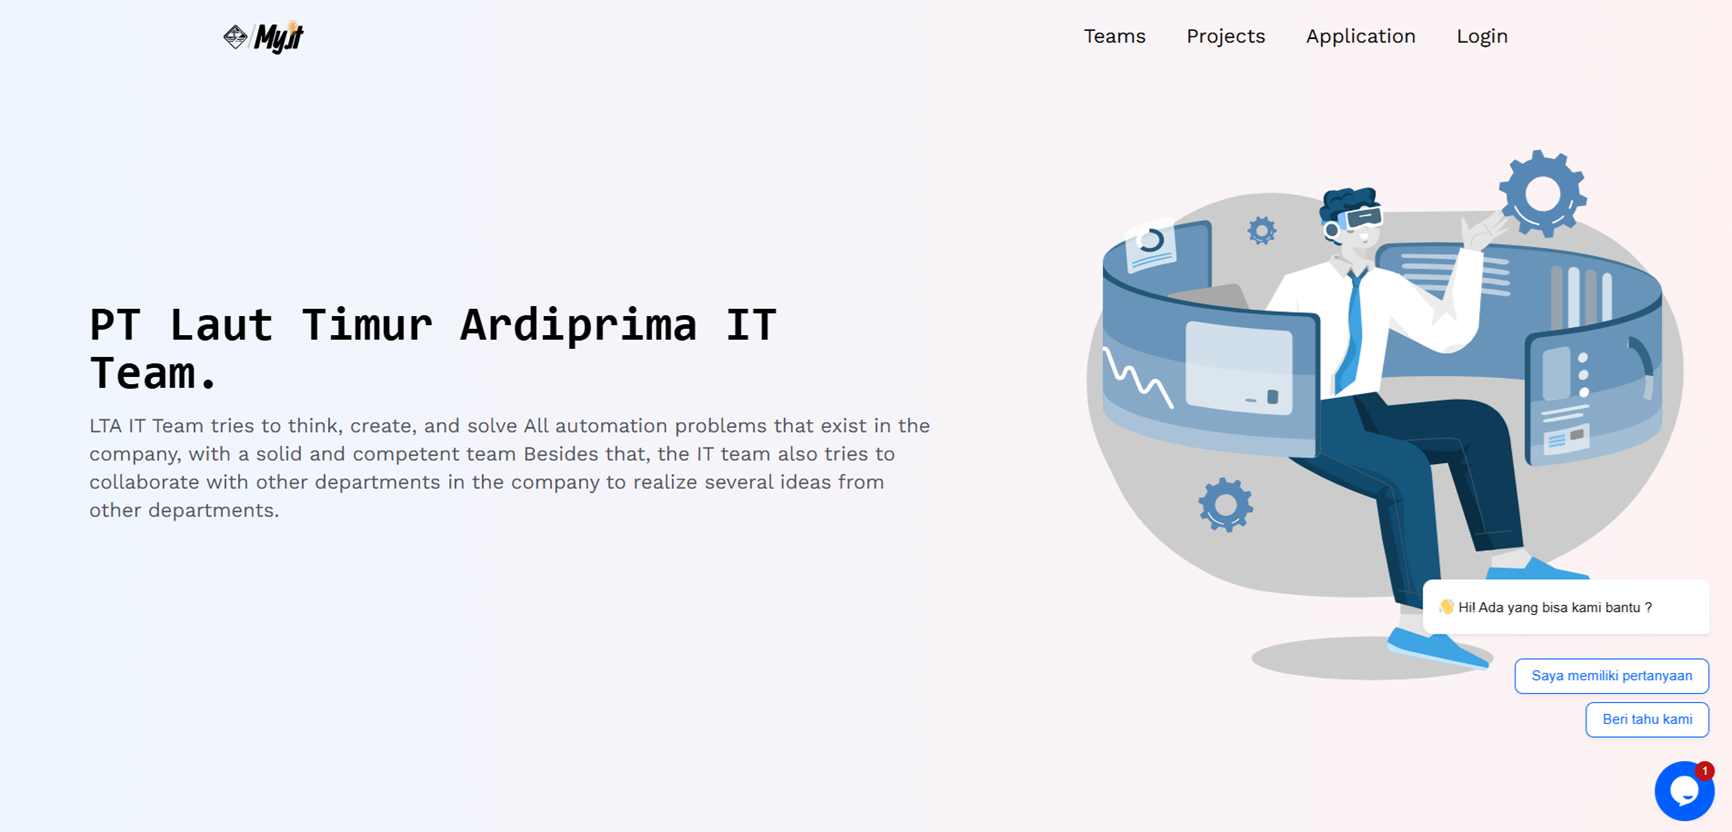 My.it
Teams Projects Application Login
PT Laut Timur Ardiprima IT
Team.
LTA IT Team tries to think, create, and solve All automation problems that exist in the
company, with a solid and competent team Besides that, the IT team also tries to
collaborate with other departments in the company to realize several ideas from
other departments.
👋 Hi! Ada yang bisa kami bantu ?
Saya memiliki pertanyaan
Beri tahu kami
1